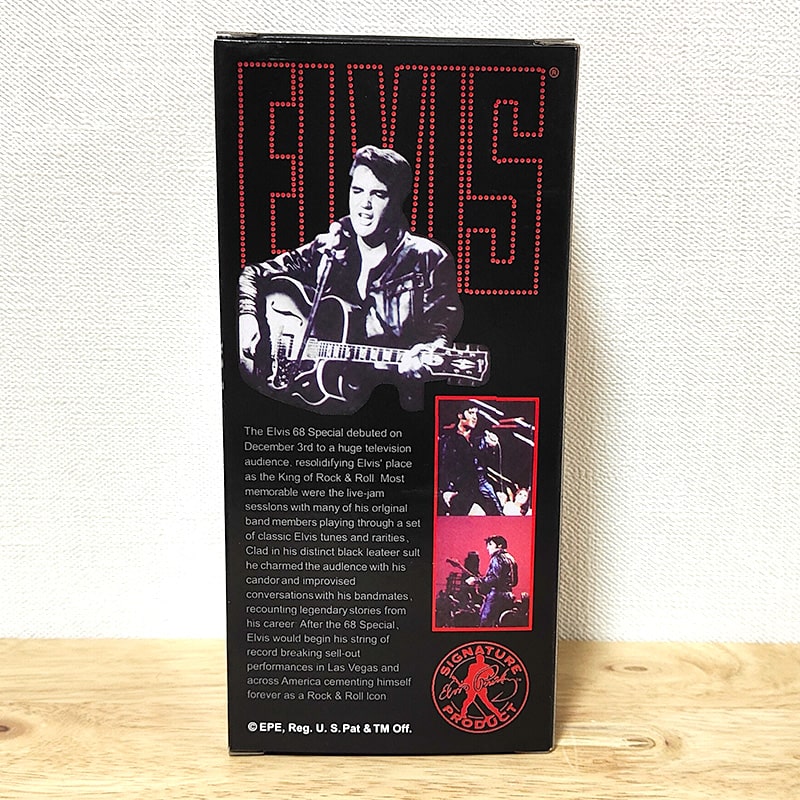 ELVIS®
The Elvis 68 Special debuted on
December 3rd to a huge television
audience, resolidifying Elvis' place
as the King of Rock & Roll Most
memorable were the live-jam
sessions with many of his orlginal
band members playing through a set
of classic Elvis tunes and rarities,
Clad in his distinct black leateer sult
he charmed the audience with his
candor and improvised
conversations with his bandmates,
recounting legendary stories from
his career After the 68 Special,
Elvis would begin his string of
record breaking sell-out
performances in Las Vegas and
across America cementing himself
forever as a Rock & Roll Icon
SIGNATURE
Elvis Presley
PRODUCT
© EPE, Reg. U. S. Pat & TM Off.